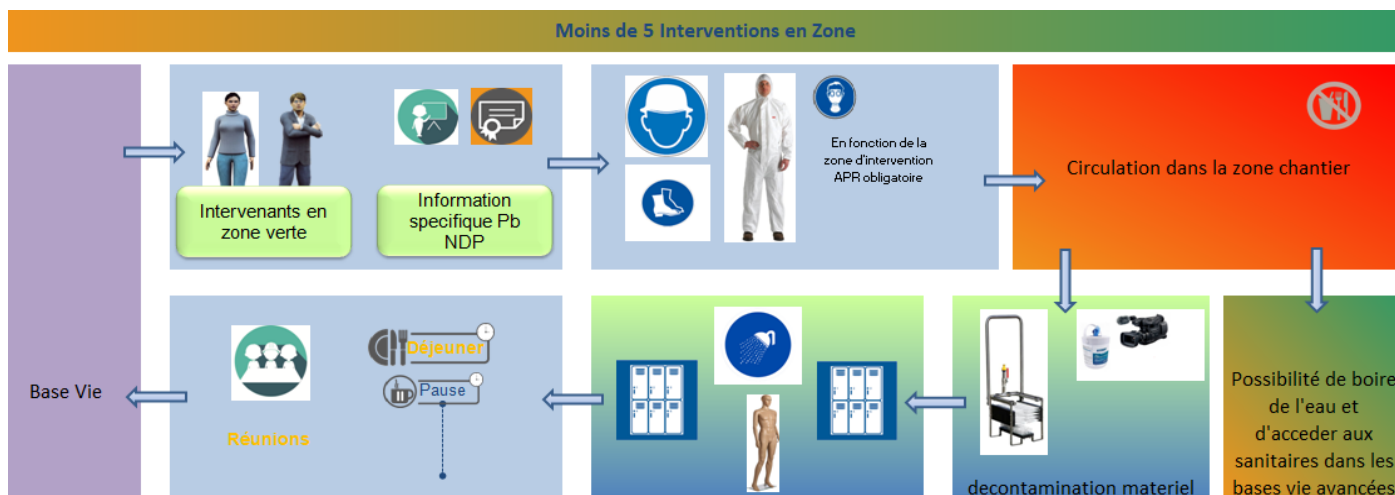 Moins de 5 Interventions en Zone
Intervenants en
zone verte
Information
specifique Pb
NDP
En fonction de la
zone d'intervention
APR obligatoire
Circulation dans la zone chantier
Base Vie
Réunions
Déjeuner
Pause
decontamination materiel
Possibilité de boire
de l'eau et
d'acceder aux
sanitaires dans les
bases vie avancées